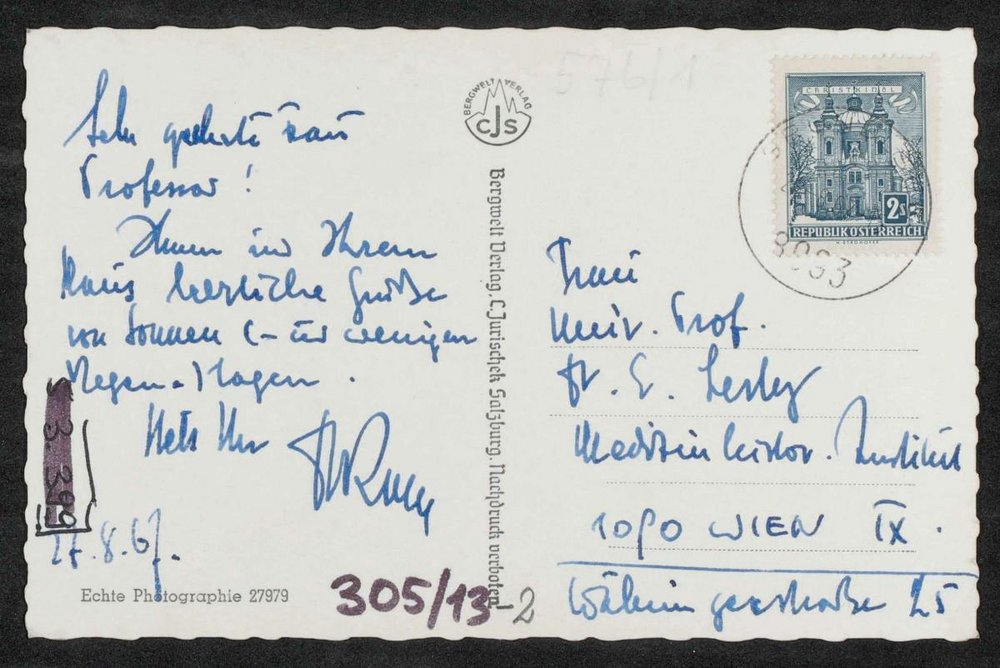 Sehr geehrte Frau
Professor!
Ihnen und Ihrem
Haus herzliche Grüße
von Sonnen (- und wenigen
Regen-)tagen.
Stets Ihr
27.8.67.
Echte Photographie 27979
305/13-2
576/1
BERGWELT VERLAG
CJS
Bergwelt Verlag, C. Jurischek Salzburg. Nachdruck verboten
CHRISTKINDL
2s
REPUBLIK ÖSTERREICH
Frau
Univ. Prof.
Dr. E. Lesky
Medizinhistor. Institut
1090 WIEN IX.
Währingerstraße 25